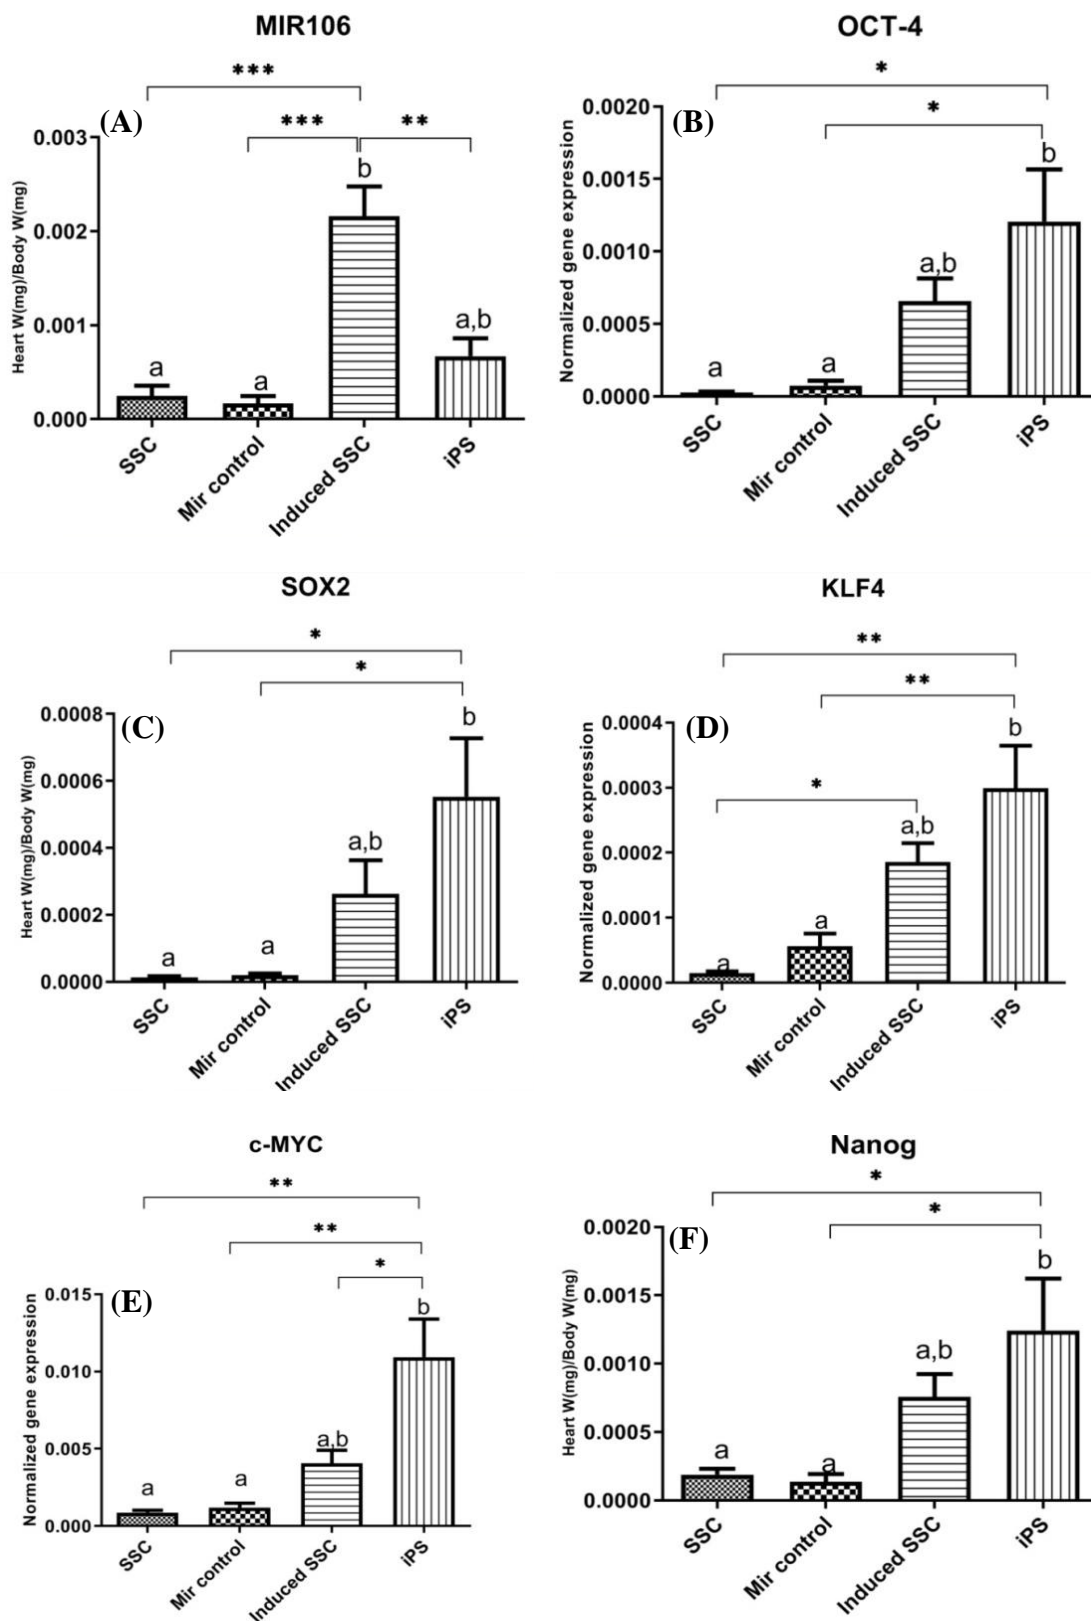 MIR106
***
(A)
*** **
Heart W(mg)/Body W(mg)
0.003
0.002
0.001
0.000
a
a
b
a,b
SSC
Mir control
Induced SSC
iPS
OCT-4
*
(B)
*
Normalized gene expression
0.0020
0.0015
0.0010
0.0005
0.0000
a
a
a,b
b
SSC
Mir control
Induced SSC
iPS
SOX2
*
*
(C)
Heart W(mg)/Body W(mg)
0.0008
0.0006
0.0004
0.0002
0.0000
a
a
a,b
b
SSC
Mir control
Induced SSC
iPS
KLF4
**
**
(D)
*
Normalized gene expression
0.0004
0.0003
0.0002
0.0001
0.0000
a
a
a,b
b
SSC
Mir control
Induced SSC
iPS
c-MYC
**
**
*
(E)
Normalized gene expression
0.015
0.010
0.005
0.000
a
a
a,b
b
SSC
Mir control
Induced SSC
iPS
Nanog
*
*
(F)
Heart W(mg)/Body W(mg)
0.0020
0.0015
0.0010
0.0005
0.0000
a
a
a,b
b
SSC
Mir control
Induced SSC
iPS